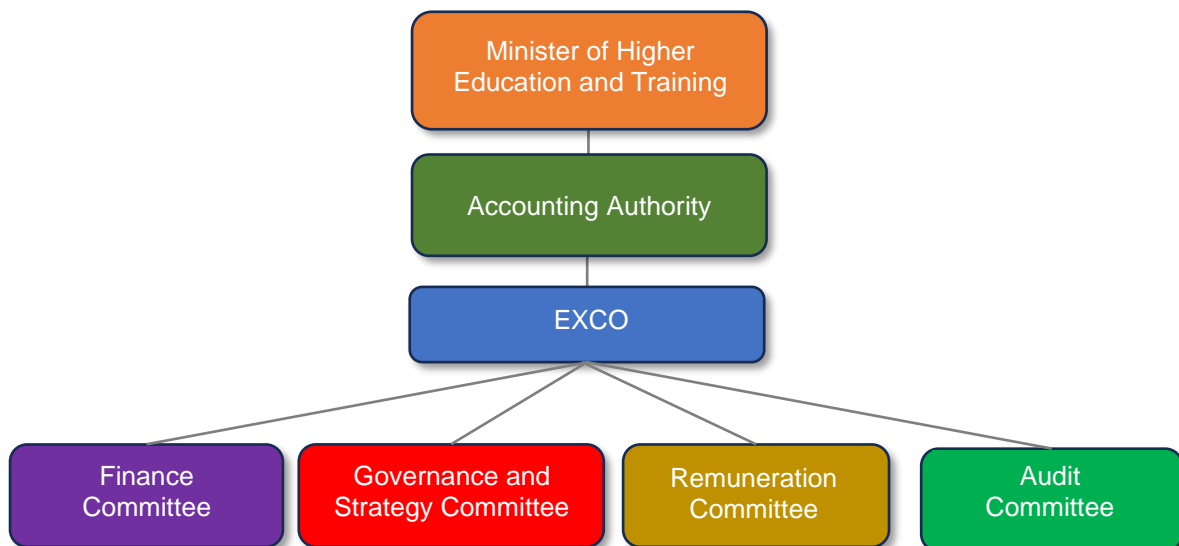 Minister of Higher
Education and Training
Accounting Authority
EXCO
Finance
Committee
Governance and
Strategy Committee
Remuneration
Committee
Audit
Committee